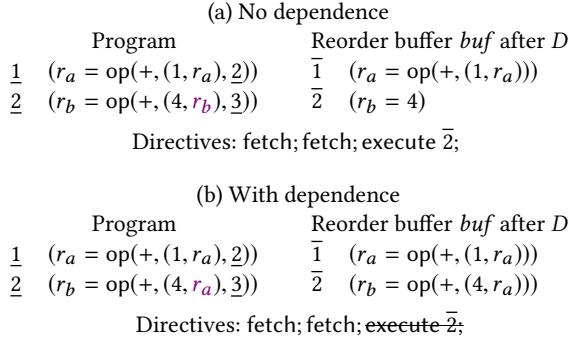 (a) No dependence
Program Reorder buffer buf after D
1 (r_a = op(+, (1, r_a), 2)) 1̅ (r_a = op(+, (1, r_a)))
2 (r_b = op(+, (4, r_b), 3)) 2̅ (r_b = 4)
Directives: fetch; fetch; execute 2̅;
(b) With dependence
Program Reorder buffer buf after D
1 (r_a = op(+, (1, r_a), 2)) 1̅ (r_a = op(+, (1, r_a)))
2 (r_b = op(+, (4, r_a), 3)) 2̅ (r_b = op(+, (4, r_a)))
Directives: fetch; fetch; execute 2̅;